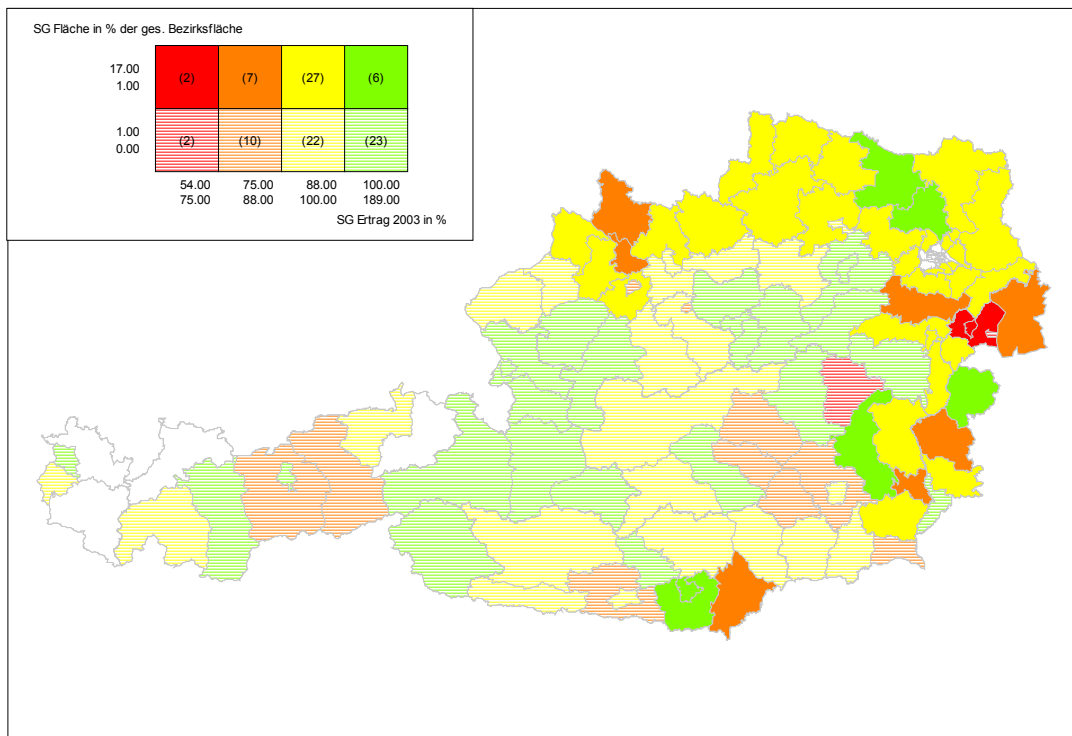 SG Fläche in % der ges. Bezirksfläche
17.00
1.00
(2) (7) (27) (6)
1.00
0.00
(2) (10) (22) (23)
54.00 75.00 88.00 100.00
75.00 88.00 100.00 189.00
SG Ertrag 2003 in %